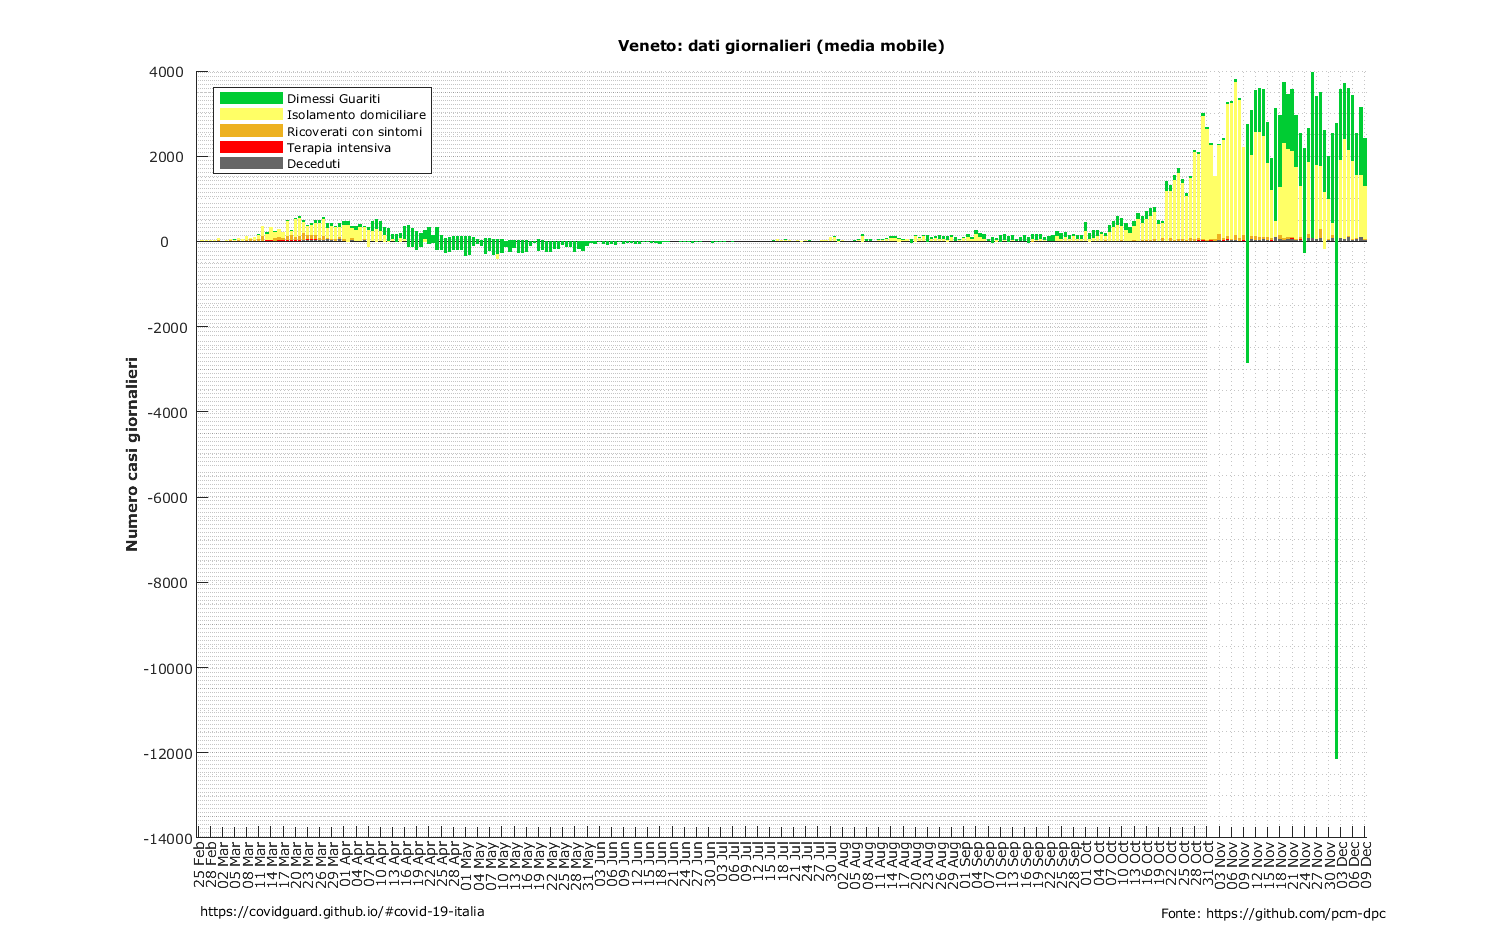 Veneto: dati giornalieri (media mobile)
Dimessi Guariti
Isolamento domiciliare
Ricoverati con sintomi
Terapia intensiva
Deceduti
Numero casi giornalieri
4000
2000
0
-2000
-4000
-6000
-8000
-10000
-12000
-14000
25 Feb
28 Feb
02 Mar
05 Mar
08 Mar
11 Mar
14 Mar
17 Mar
20 Mar
23 Mar
26 Mar
29 Mar
01 Apr
04 Apr
07 Apr
10 Apr
13 Apr
16 Apr
19 Apr
22 Apr
25 Apr
28 Apr
01 May
04 May
07 May
10 May
13 May
16 May
19 May
22 May
25 May
28 May
31 May
03 Jun
06 Jun
09 Jun
12 Jun
15 Jun
18 Jun
21 Jun
24 Jun
27 Jun
30 Jun
03 Jul
06 Jul
09 Jul
12 Jul
15 Jul
18 Jul
21 Jul
24 Jul
27 Jul
30 Jul
02 Aug
05 Aug
08 Aug
11 Aug
14 Aug
17 Aug
20 Aug
23 Aug
26 Aug
29 Aug
01 Sep
04 Sep
07 Sep
10 Sep
13 Sep
16 Sep
19 Sep
22 Sep
25 Sep
28 Sep
01 Oct
04 Oct
07 Oct
10 Oct
13 Oct
16 Oct
19 Oct
22 Oct
25 Oct
28 Oct
31 Oct
03 Nov
06 Nov
09 Nov
12 Nov
15 Nov
18 Nov
21 Nov
24 Nov
27 Nov
30 Nov
03 Dec
06 Dec
09 Dec
https://covidguard.github.io/#covid-19-italia
Fonte: https://github.com/pcm-dpc